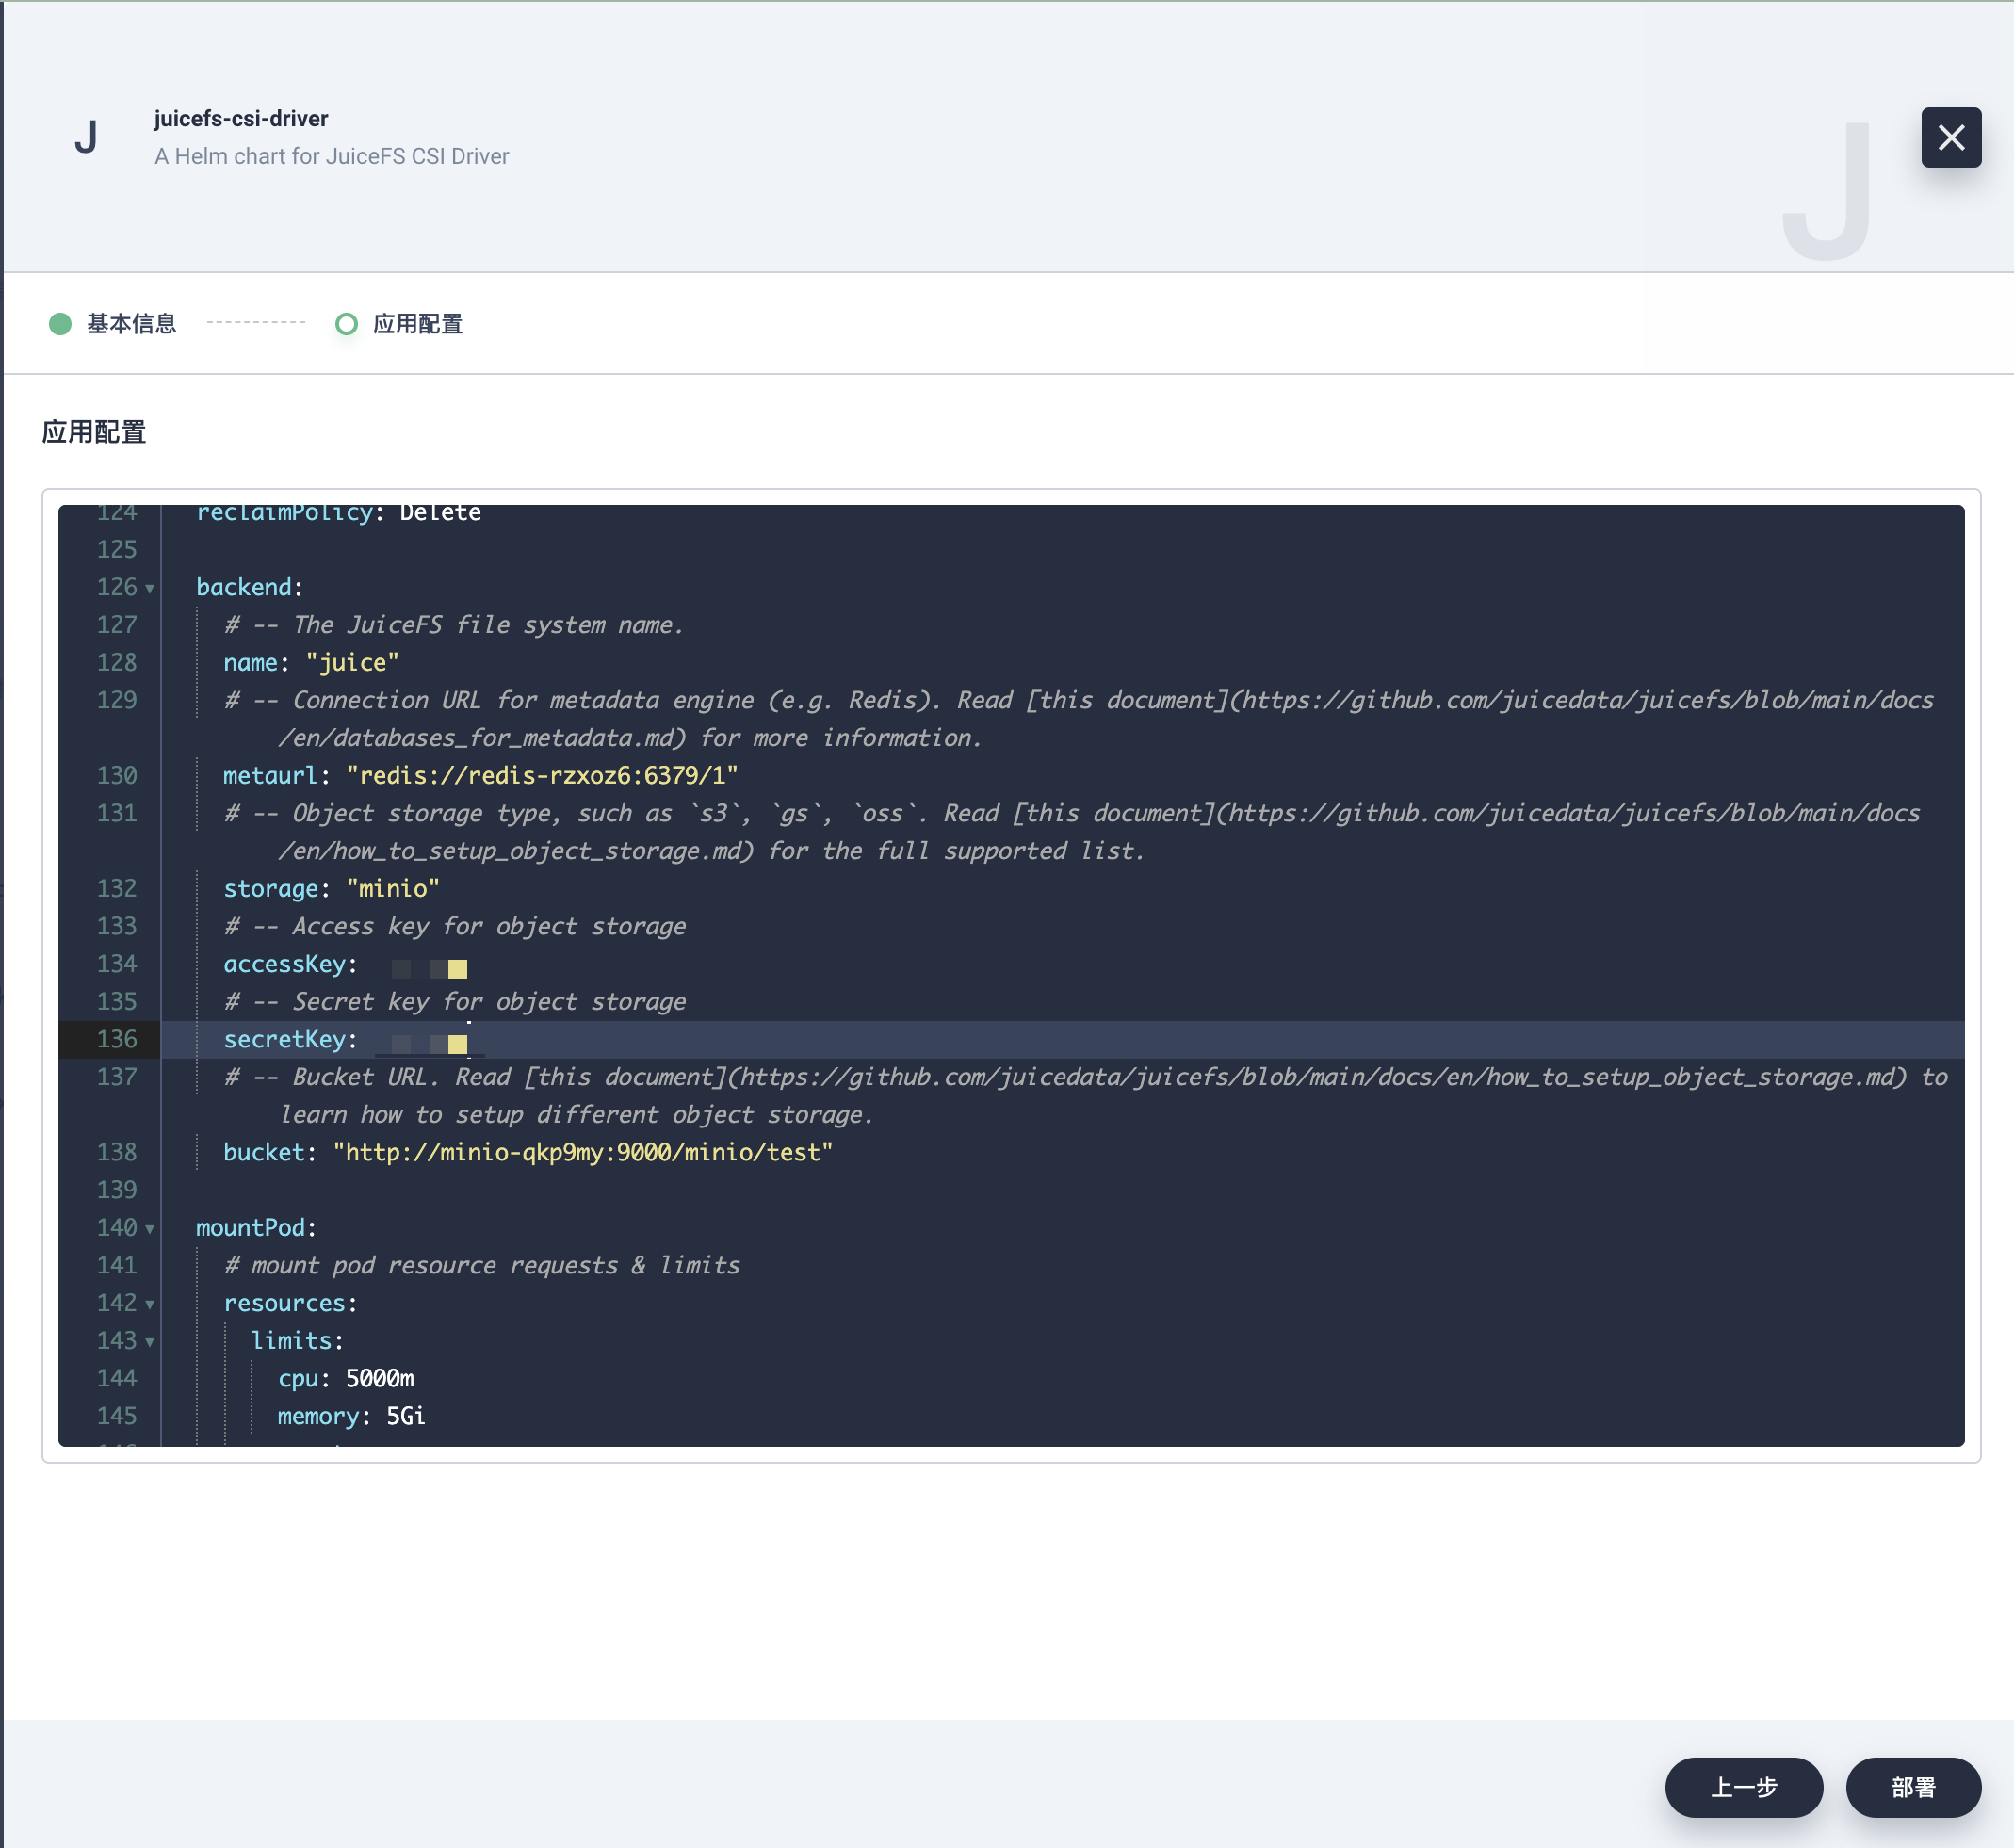 J
juicefs-csi-driver
A Helm chart for JuiceFS CSI Driver
J
基本信息
应用配置
应用配置
124 reclaimPolicy: Delete
125
126 backend:
127 # -- The JuiceFS file system name.
128 name: "juice"
129 # -- Connection URL for metadata engine (e.g. Redis). Read [this document](https://github.com/juicedata/juicefs/blob/main/docs
/en/databases_for_metadata.md) for more information.
130 metaurl: "redis://redis-rzxoz6:6379/1"
131 # -- Object storage type, such as `s3`, `gs`, `oss`. Read [this document](https://github.com/juicedata/juicefs/blob/main/docs
/en/how_to_setup_object_storage.md) for the full supported list.
132 storage: "minio"
133 # -- Access key for object storage
134 accessKey:
135 # -- Secret key for object storage
136 secretKey:
137 # -- Bucket URL. Read [this document](https://github.com/juicedata/juicefs/blob/main/docs/en/how_to_setup_object_storage.md) to
learn how to setup different object storage.
138 bucket: "http://minio-qkp9my:9000/minio/test"
139
140 mountPod:
141 # mount pod resource requests & limits
142 resources:
143 limits:
144 cpu: 5000m
145 memory: 5Gi
上一步
部署